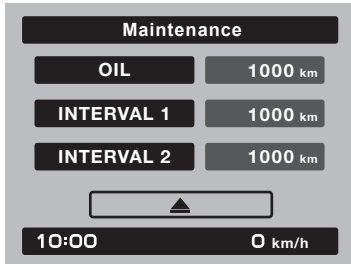 Maintenance
OIL 1000 km
INTERVAL 1 1000 km
INTERVAL 2 1000 km
10:00 0 km/h